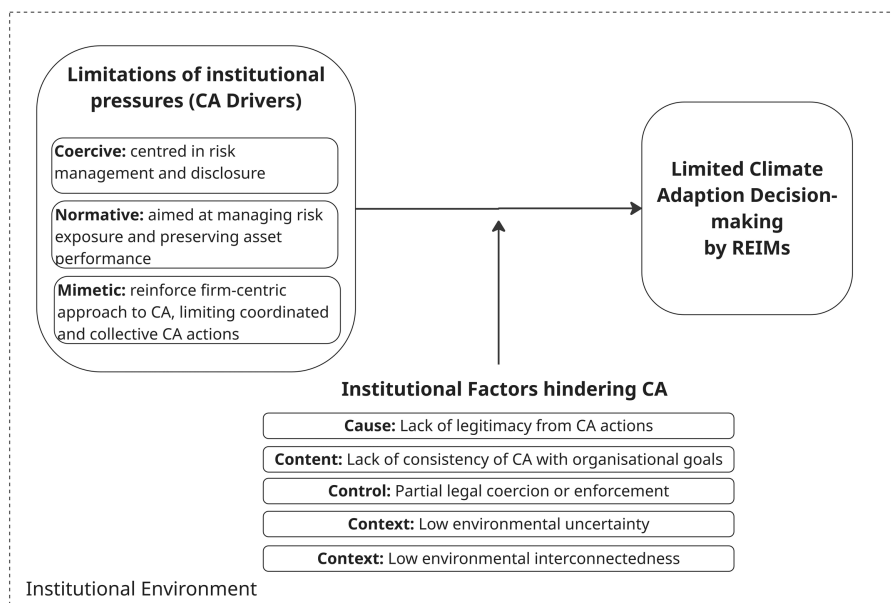 Limitations of institutional
pressures (CA Drivers)
Coercive: centred in risk
management and disclosure
Normative: aimed at managing risk
exposure and preserving asset
performance
Mimetic: reinforce firm-centric
approach to CA, limiting coordinated
and collective CA actions
Limited Climate
Adaption Decision-
making
by REIMs
Institutional Factors hindering CA
Cause: Lack of legitimacy from CA actions
Content: Lack of consistency of CA with organisational goals
Control: Partial legal coercion or enforcement
Context: Low environmental uncertainty
Context: Low environmental interconnectedness
Institutional Environment